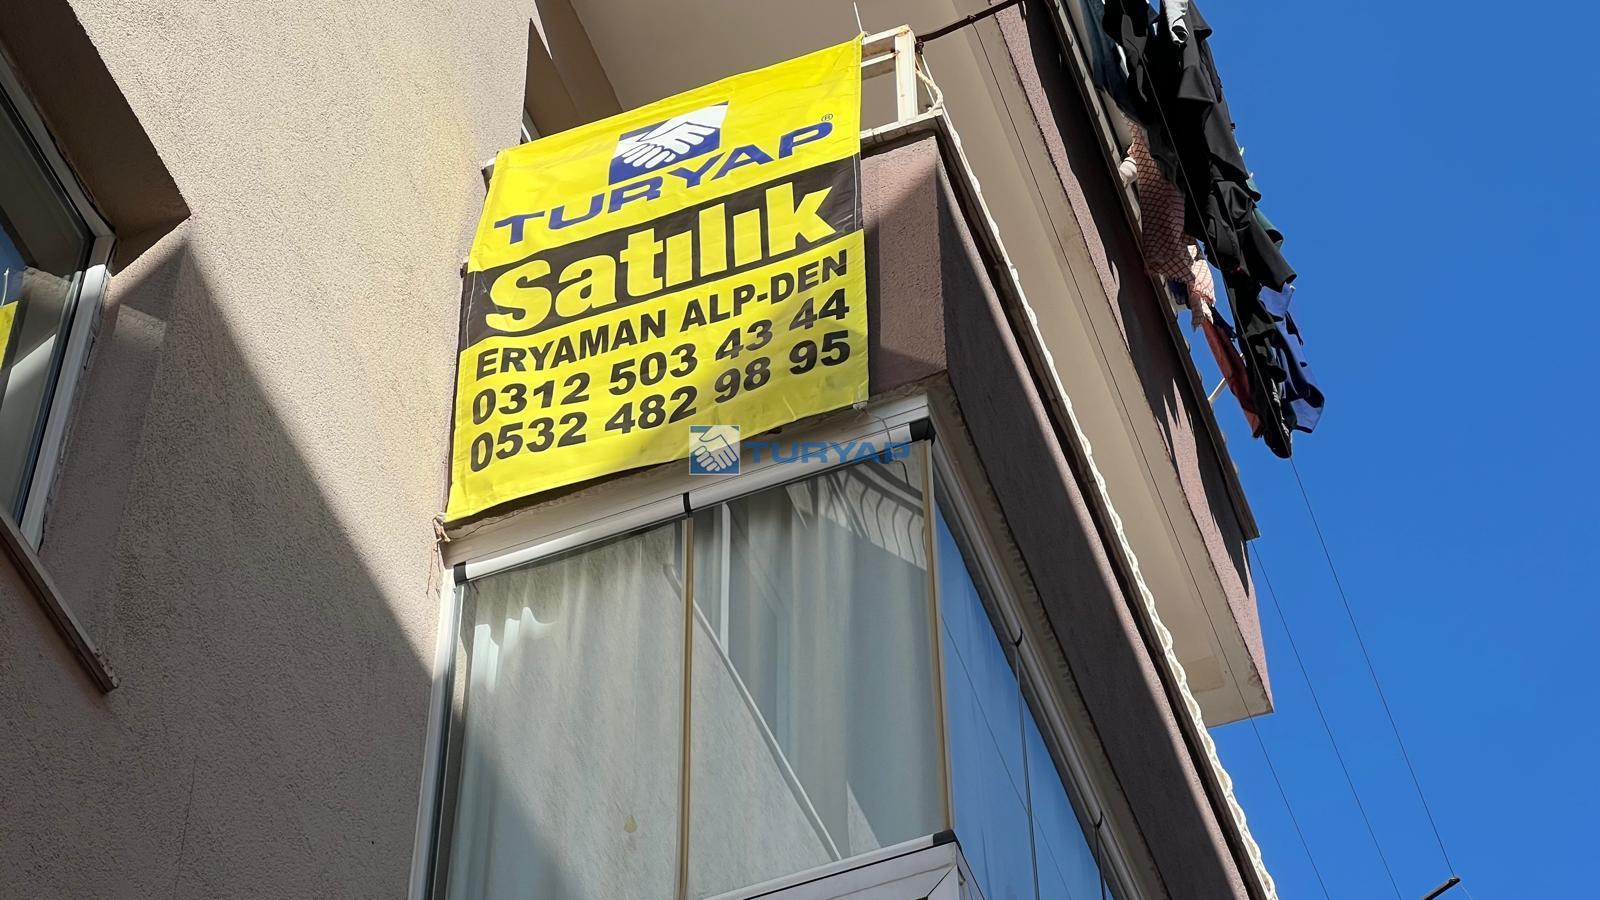 TURYAP®
Satılık
ERYAMAN ALP-DEN
0312 503 43 44
0532 482 98 95
TURYAP